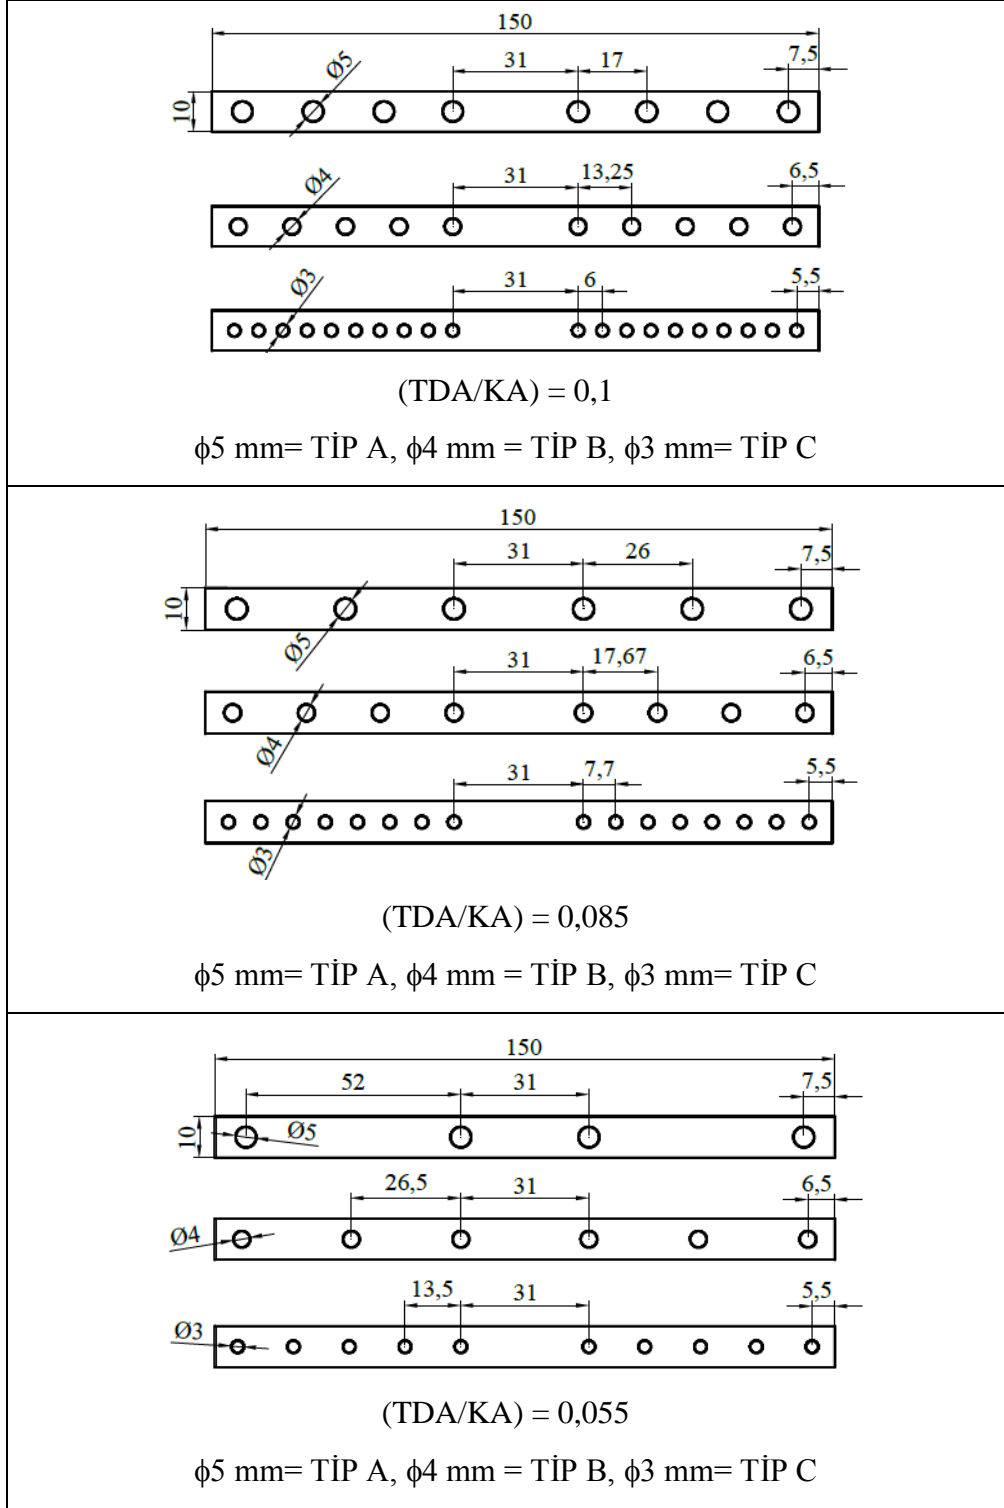 150
31 17 7,5
Ø5
10
31 13,25 6,5
Ø4
31 6 5,5
Ø3
(TDA/KA) = 0,1
ϕ5 mm= TİP A, ϕ4 mm = TİP B, ϕ3 mm= TİP C
150
31 26 7,5
10
Ø5
31 17,67 6,5
Ø4
31 7,7 5,5
Ø3
(TDA/KA) = 0,085
ϕ5 mm= TİP A, ϕ4 mm = TİP B, ϕ3 mm= TİP C
150
52 31 7,5
10
Ø5
26,5 31 6,5
Ø4
13,5 31 5,5
Ø3
(TDA/KA) = 0,055
ϕ5 mm= TİP A, ϕ4 mm = TİP B, ϕ3 mm= TİP C